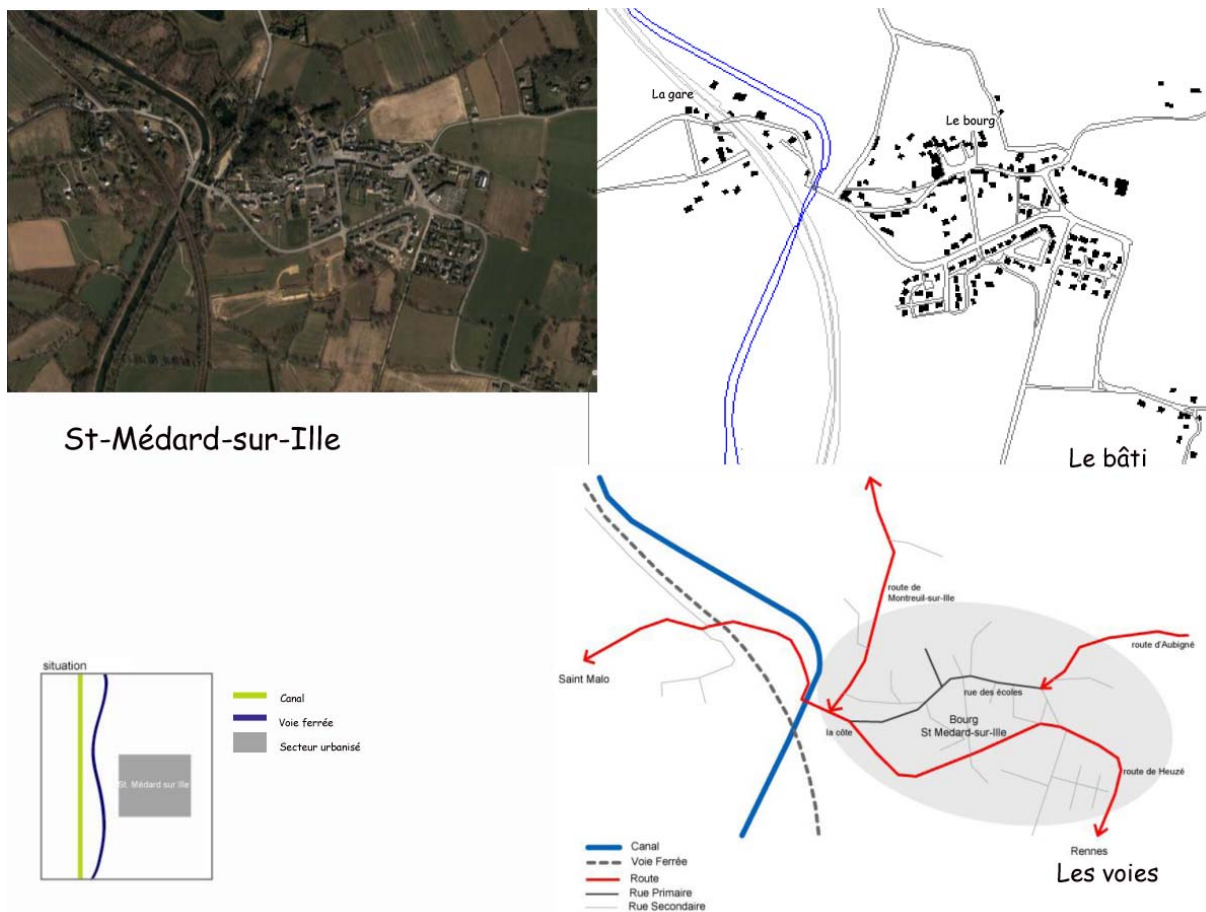 La gare
Le bourg
Le bâti
St-Médard-sur-Ille
situation
St. Médard sur Ille
Canal
Voie ferrée
Secteur urbanisé
route de
Montreuil-sur-Ille
route d'Aubigné
Saint Malo
rue des écoles
la côte
Bourg
St Medard-sur-Ille
route de Heuzé
Rennes
Les voies
Canal
Voie Ferrée
Route
Rue Primaire
Rue Secondaire